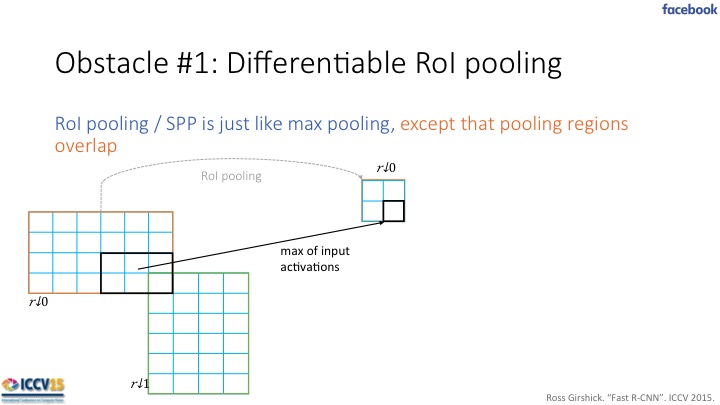 facebook
Obstacle #1: Differentiable RoI pooling
RoI pooling / SPP is just like max pooling, except that pooling regions
overlap
r↓0
RoI pooling
max of input
activations
r↓0
r↓1
ICCV15
Ross Girshick. “Fast R-CNN”. ICCV 2015.